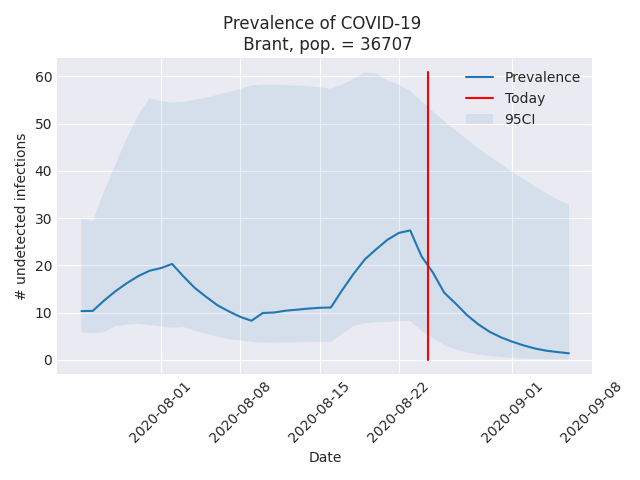 Prevalence of COVID-19
Brant, pop. = 36707
Prevalence
Today
95CI
60
50
40
30
20
10
0
# undetected infections
2020-08-01
2020-08-08
2020-08-15
2020-08-22
2020-09-01
2020-09-08
Date